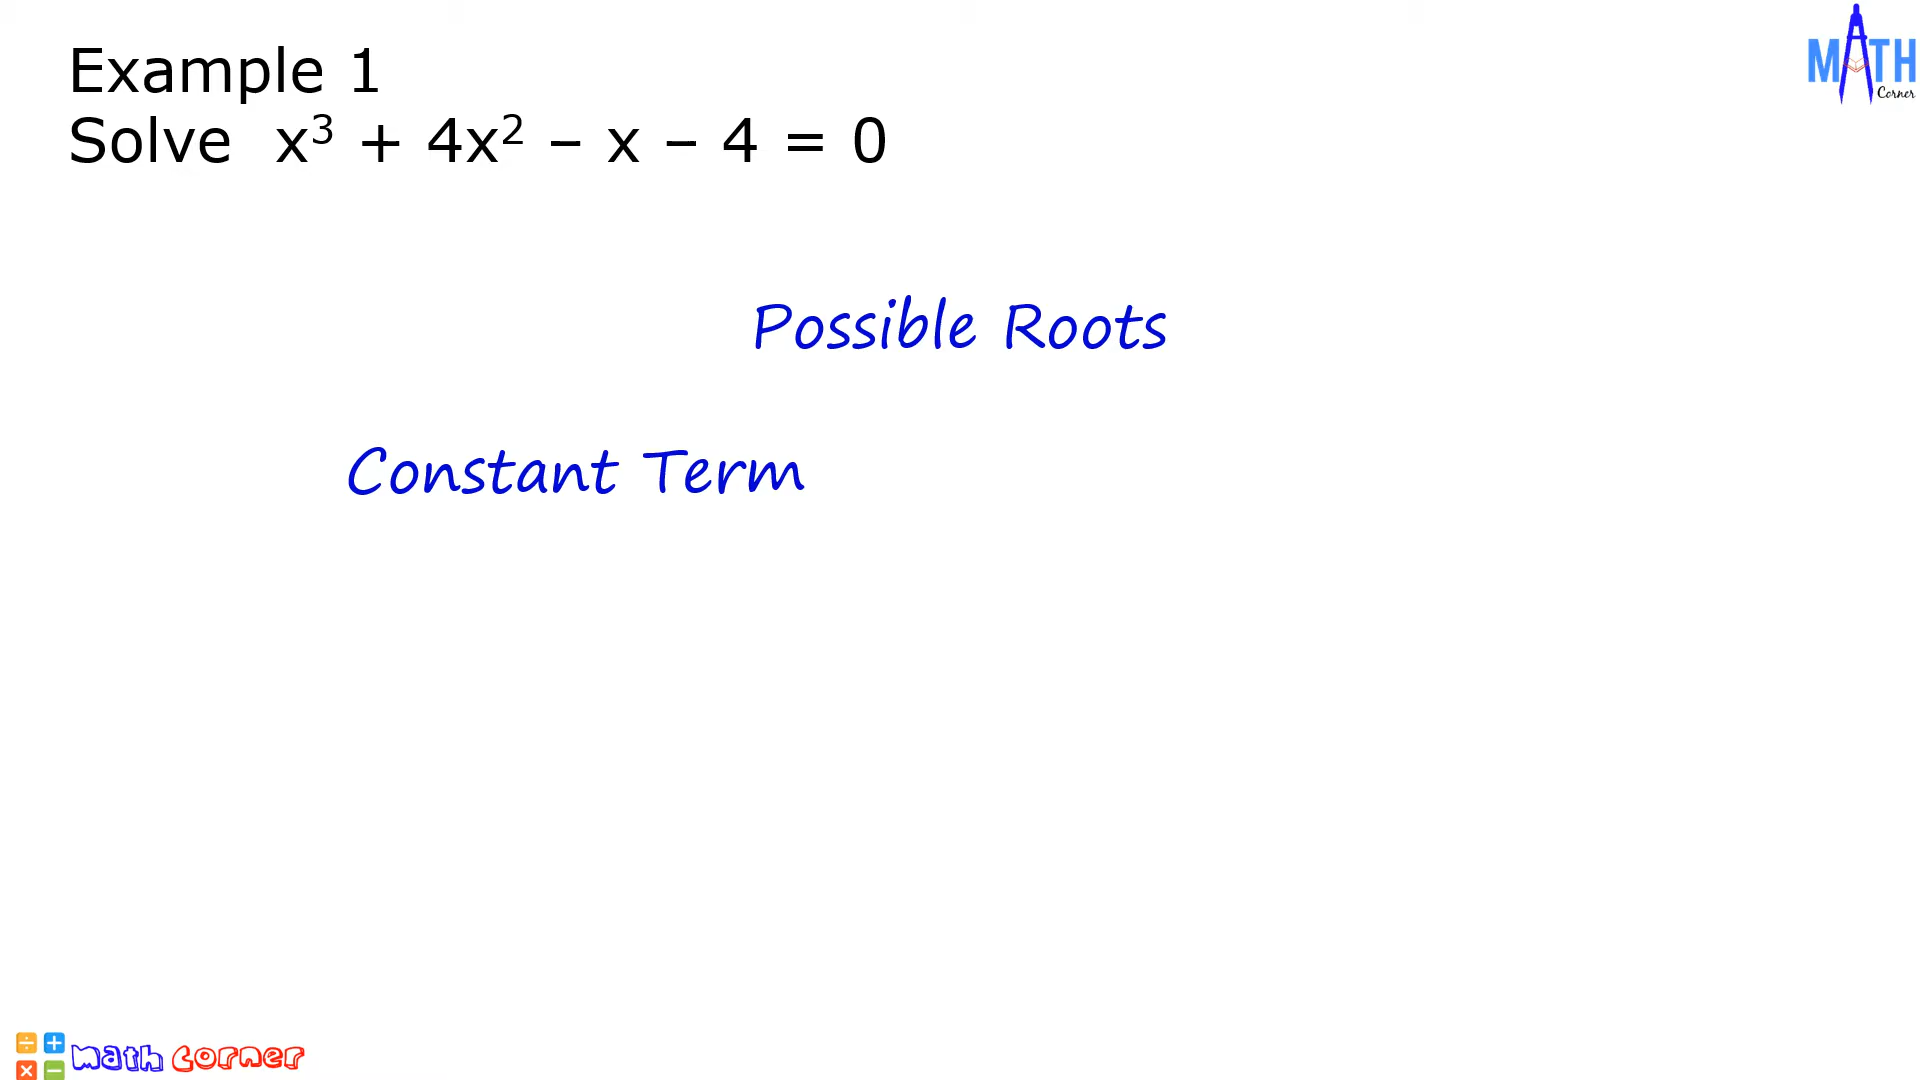 Example 1
Solve x³ + 4x² – x – 4 = 0
MATH
Corner
Possible Roots
Constant Term
math corner